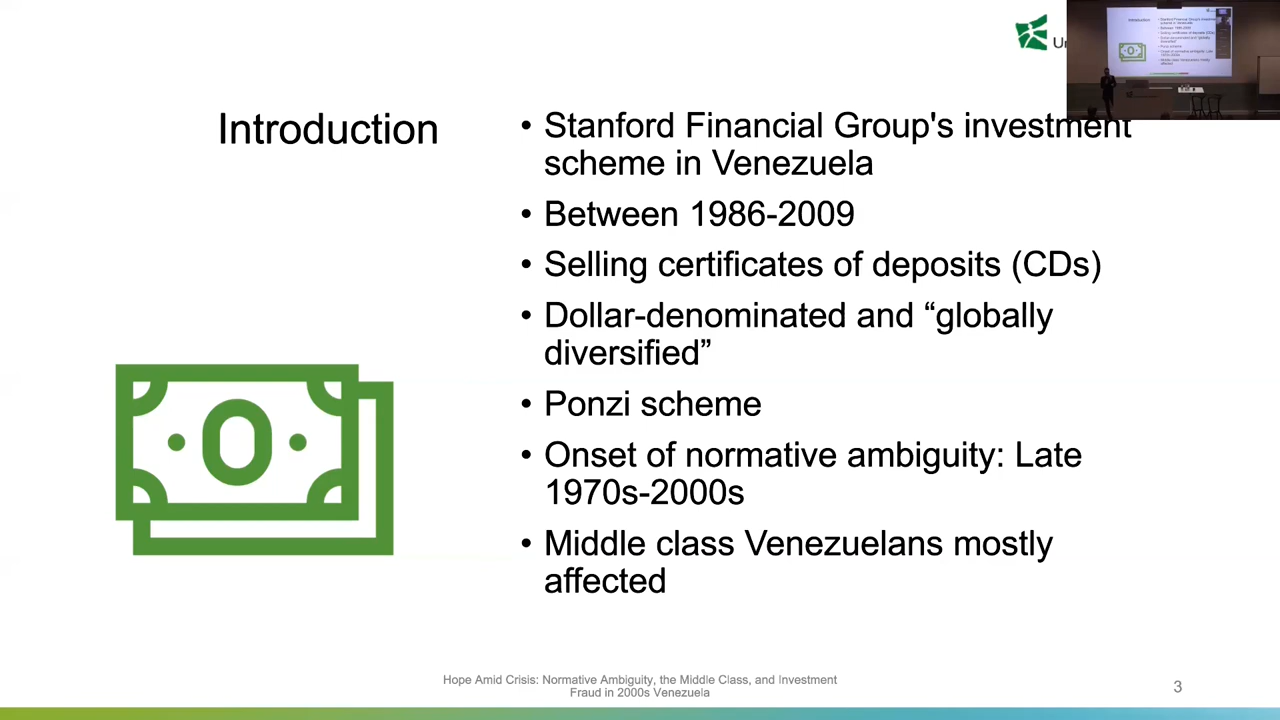 Introduction
• Stanford Financial Group's investment
scheme in Venezuela
• Between 1986-2009
• Selling certificates of deposits (CDs)
• Dollar-denominated and “globally
diversified”
• Ponzi scheme
• Onset of normative ambiguity: Late
1970s-2000s
• Middle class Venezuelans mostly
affected
Hope Amid Crisis: Normative Ambiguity, the Middle Class, and Investment
Fraud in 2000s Venezuela
3